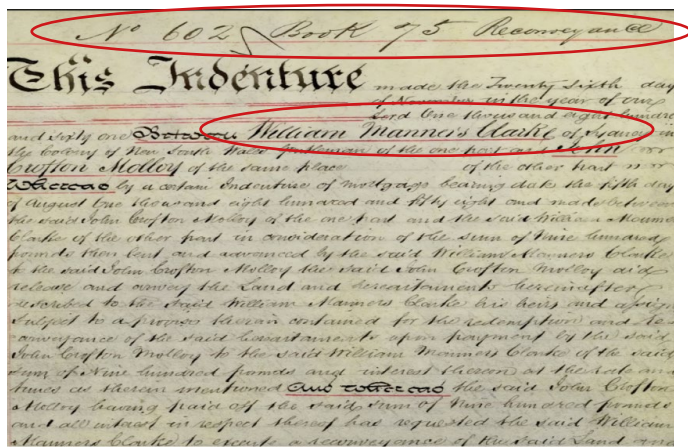 No 602 Book 75 Reconveyance
This Indenture made the Twenty Sixth day
of November in the year of our
Lord One thousand and eight hundred
and sixty one Between William Manners Clarke of Sydney in
the Colony of New South Wales Gentleman of the one part and John
Crofton Molloy of the same place of the other part
Whereas by a certain Indenture of Mortgage bearing date the fifth day
of August One thousand and eight hundred and fifty eight and made between
the said John Crofton Molloy of the one part and the said William Manners
Clarke of the other part in consideration of the sum of Nine hundred
pounds then lent and advanced by the said William Manners Clarke
to the said John Crofton Molloy the said John Crofton Molloy did
release and convey the Land and hereditaments hereinafter
described to the said William Manners Clarke his heirs and assigns
subject to a proviso therein contained for the redemption and Re
conveyance of the said hereditaments upon payment by the said
John Crofton Molloy to the said William Manners Clarke of the said
sum of Nine hundred pounds and interest thereon at the rate and
times as therein mentioned And whereas the said John Crofton
Molloy having paid off the said sum of Nine hundred pounds
and all interest in respect thereof has requested the said William
Manners Clarke to execute a reconveyance of the said Land and